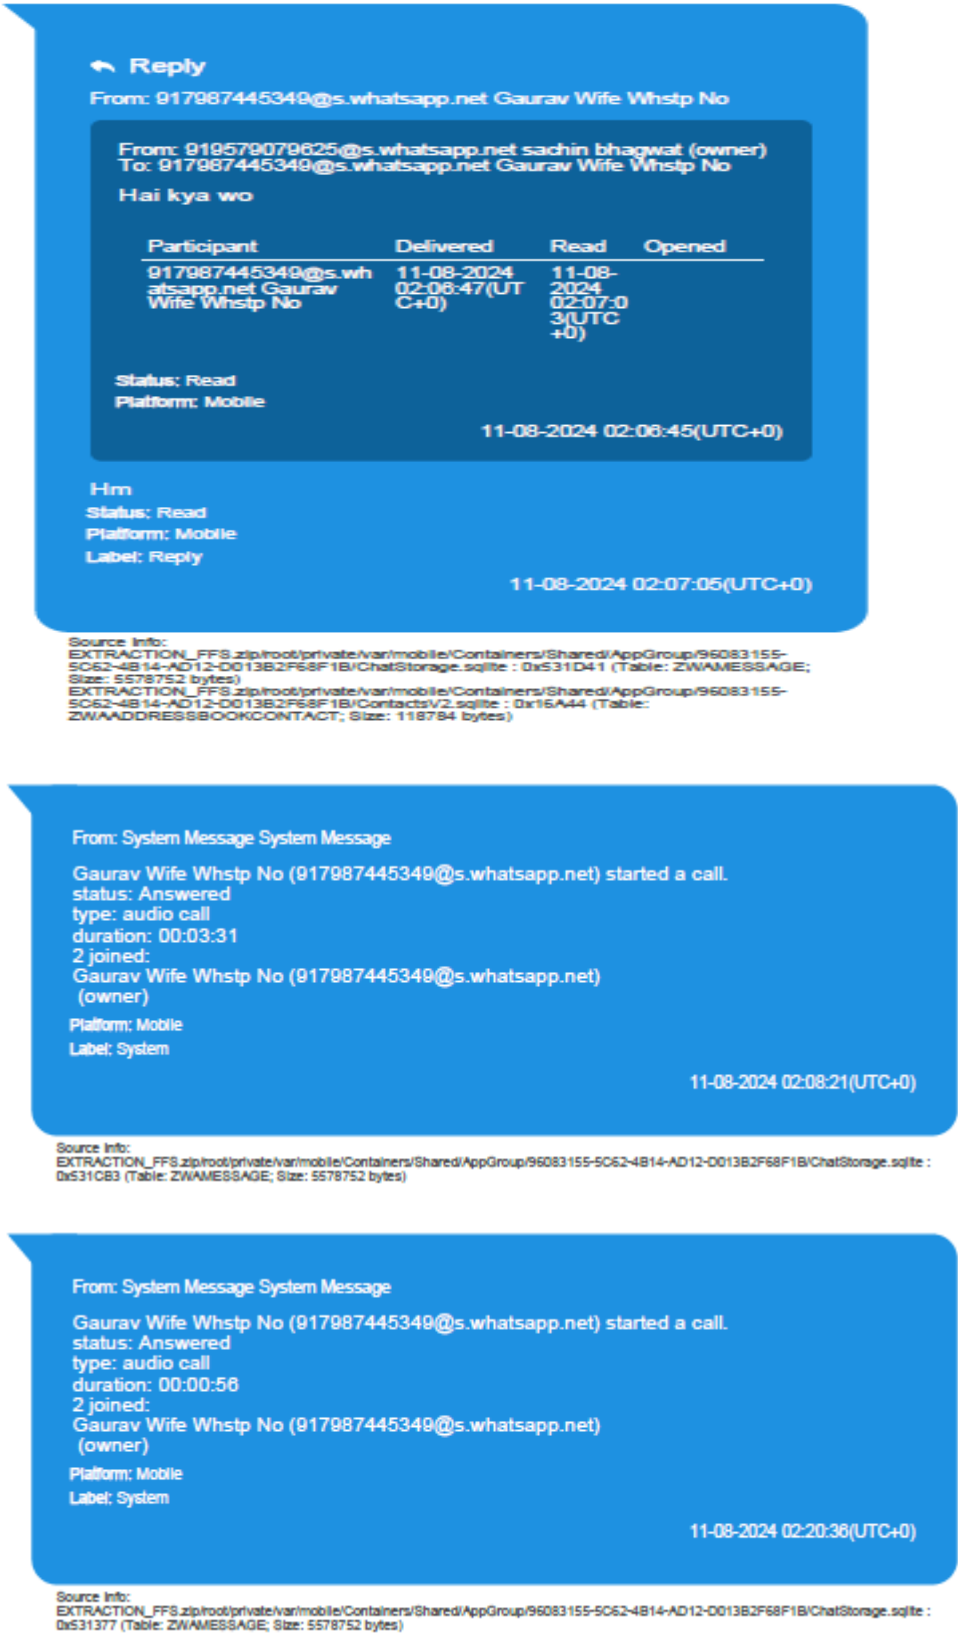 Reply
From: 917987445349@s.whatsapp.net Gaurav Wife Whstp No
From: 919579079625@s.whatsapp.net sachin bhagwat (owner)
To: 917987445349@s.whatsapp.net Gaurav Wife Whstp No
Hai kya wo
Participant Delivered Read Opened
917987445349@s.wh 11-08-2024 11-08-
atsapp.net Gaurav 02:06:47(UT 2024
Wife Whstp No C+0) 02:07:0
3(UTC
+0)
Status: Read
Platform: Mobile
11-08-2024 02:06:45(UTC+0)
Hm
Status: Read
Platform: Mobile
Label: Reply
11-08-2024 02:07:05(UTC+0)
Source Info:
EXTRACTION_FFS.zip/root/private/var/mobile/Containers/Shared/AppGroup/96083155-
5C62-4B14-AD12-D013B2F68F1B/ChatStorage.sqlite : 0x531D41 (Table: ZWAMESSAGE;
Size: 5578752 bytes)
EXTRACTION_FFS.zip/root/private/var/mobile/Containers/Shared/AppGroup/96083155-
5C62-4B14-AD12-D013B2F68F1B/ContactsV2.sqlite : 0x16A44 (Table:
ZWAADDRESSBOOKCONTACT; Size: 118784 bytes)
From: System Message System Message
Gaurav Wife Whstp No (917987445349@s.whatsapp.net) started a call.
status: Answered
type: audio call
duration: 00:03:31
2 joined:
Gaurav Wife Whstp No (917987445349@s.whatsapp.net)
(owner)
Platform: Mobile
Label: System
11-08-2024 02:08:21(UTC+0)
Source Info:
EXTRACTION_FFS.zip/root/private/var/mobile/Containers/Shared/AppGroup/96083155-5C62-4B14-AD12-D013B2F68F1B/ChatStorage.sqlite :
0x531CB3 (Table: ZWAMESSAGE; Size: 5578752 bytes)
From: System Message System Message
Gaurav Wife Whstp No (917987445349@s.whatsapp.net) started a call.
status: Answered
type: audio call
duration: 00:00:56
2 joined:
Gaurav Wife Whstp No (917987445349@s.whatsapp.net)
(owner)
Platform: Mobile
Label: System
11-08-2024 02:20:36(UTC+0)
Source Info:
EXTRACTION_FFS.zip/root/private/var/mobile/Containers/Shared/AppGroup/96083155-5C62-4B14-AD12-D013B2F68F1B/ChatStorage.sqlite :
0x531377 (Table: ZWAMESSAGE; Size: 5578752 bytes)